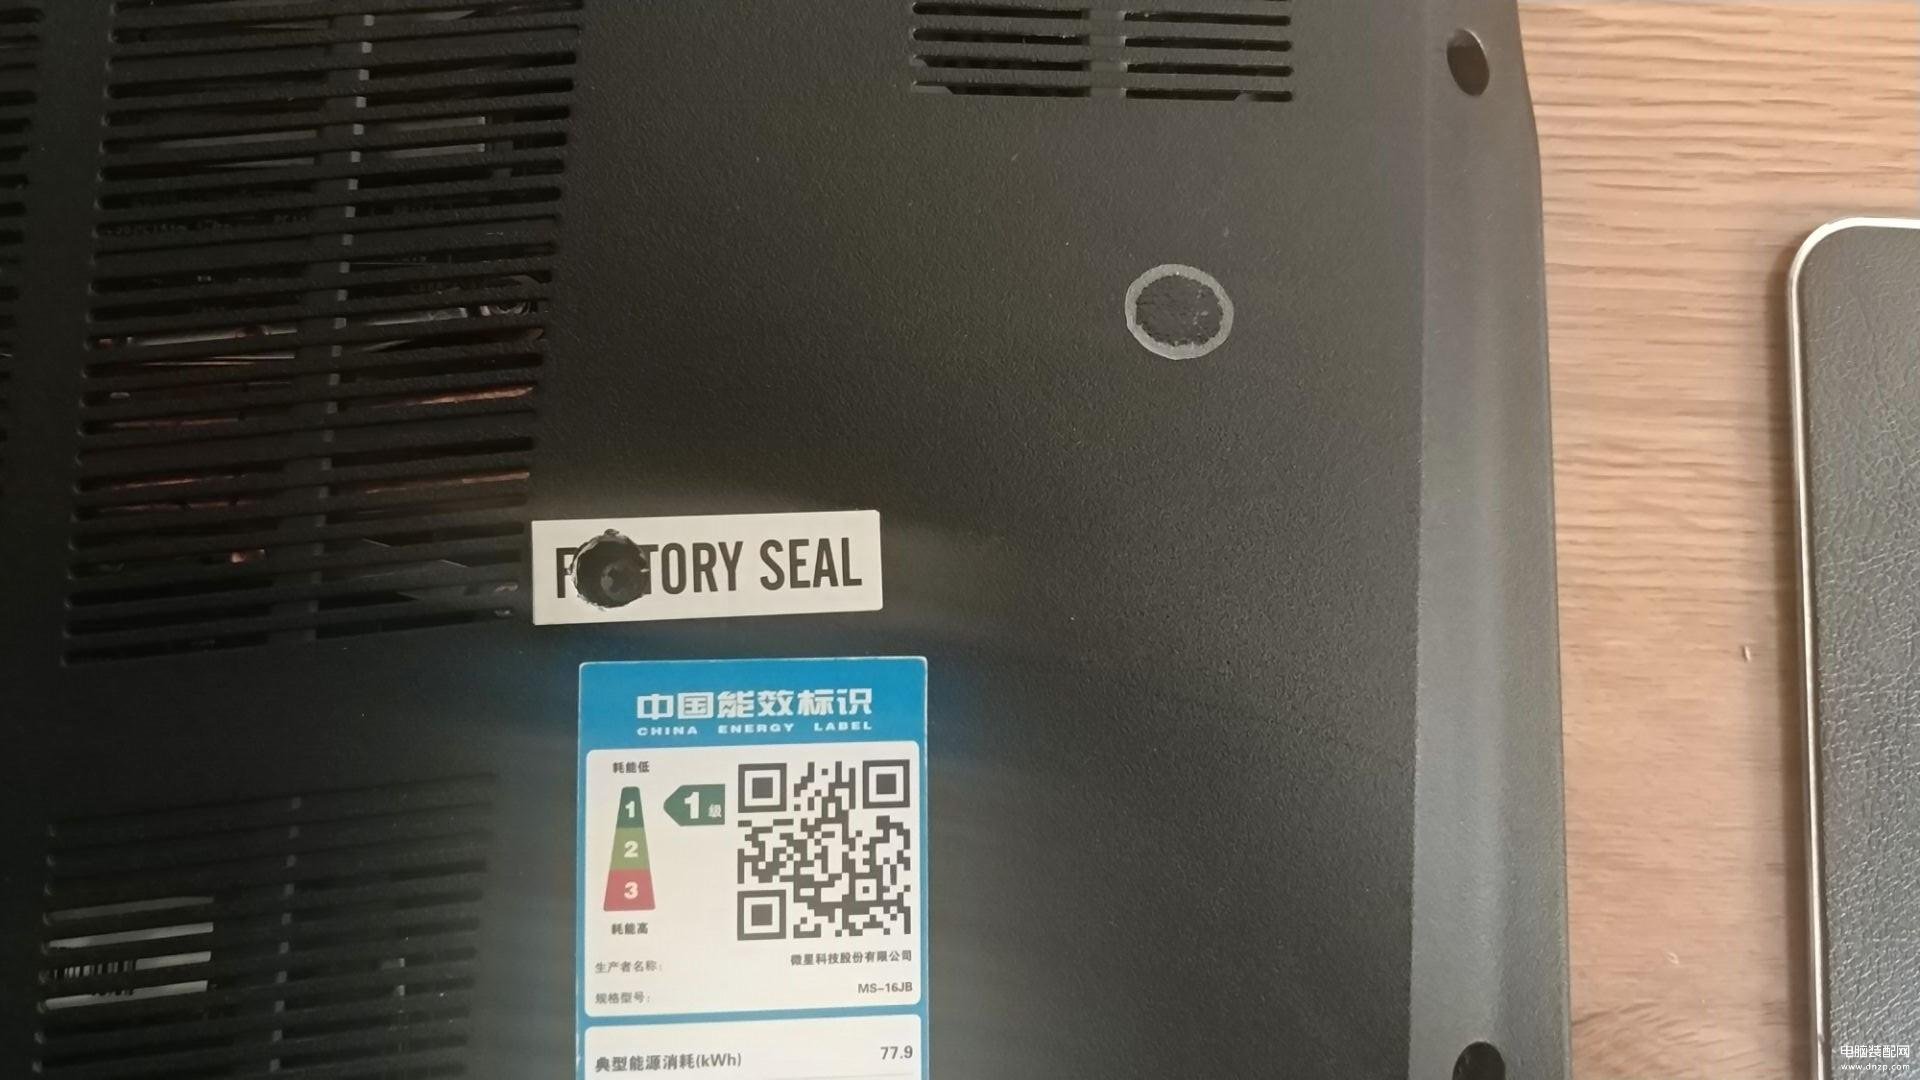 F TORY SEAL
中国能效标识
CHINA ENERGY LABEL
耗能低
1
1级
2
3
耗能高
生产者名称:
微星科技股份有限公司
规格型号:
MS-16JB
典型能源消耗(kWh)
77.9
电脑装配网
www.dnzp.com